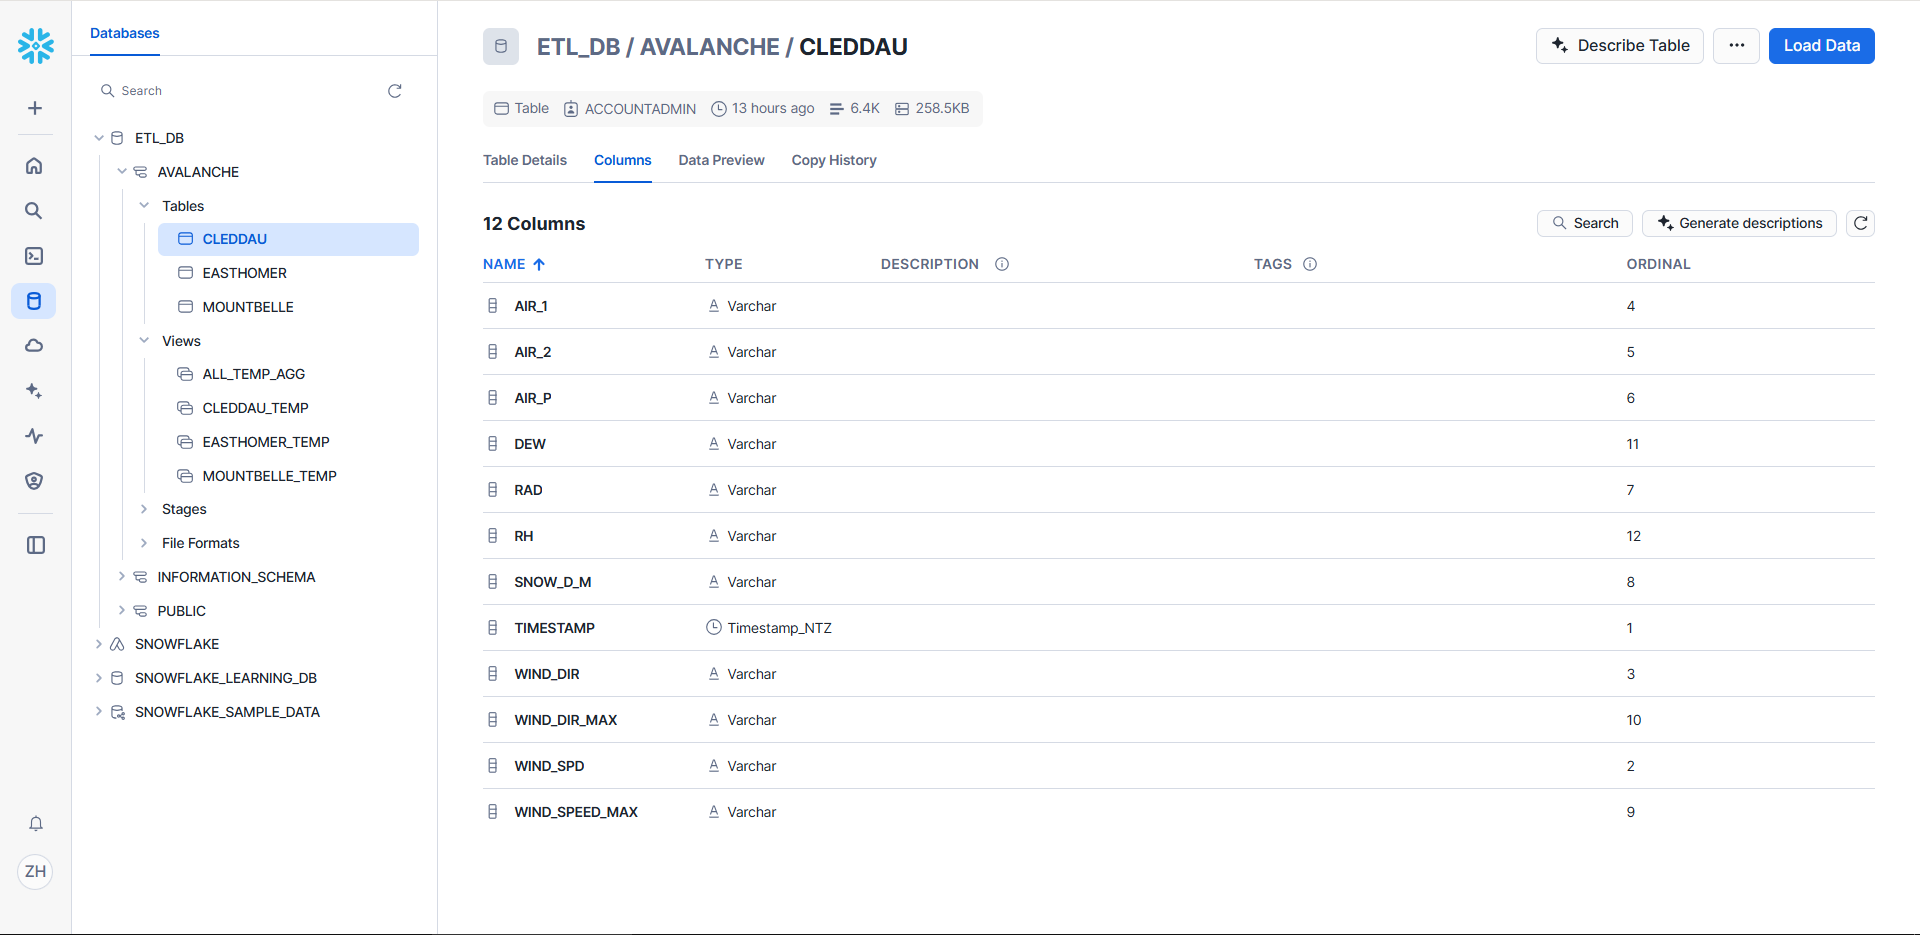 Databases
Search
ETL_DB
AVALANCHE
Tables
CLEDDAU
EASTHOMER
MOUNTBELLE
Views
ALL_TEMP_AGG
CLEDDAU_TEMP
EASTHOMER_TEMP
MOUNTBELLE_TEMP
Stages
File Formats
INFORMATION_SCHEMA
PUBLIC
SNOWFLAKE
SNOWFLAKE_LEARNING_DB
SNOWFLAKE_SAMPLE_DATA
ZH
ETL_DB / AVALANCHE / CLEDDAU
Describe Table ... Load Data
Table ACCOUNTADMIN 13 hours ago 6.4K 258.5KB
Table Details Columns Data Preview Copy History
12 Columns Search Generate descriptions
NAME TYPE DESCRIPTION TAGS ORDINAL
AIR_1 Varchar 4
AIR_2 Varchar 5
AIR_P Varchar 6
DEW Varchar 11
RAD Varchar 7
RH Varchar 12
SNOW_D_M Varchar 8
TIMESTAMP Timestamp_NTZ 1
WIND_DIR Varchar 3
WIND_DIR_MAX Varchar 10
WIND_SPD Varchar 2
WIND_SPEED_MAX Varchar 9